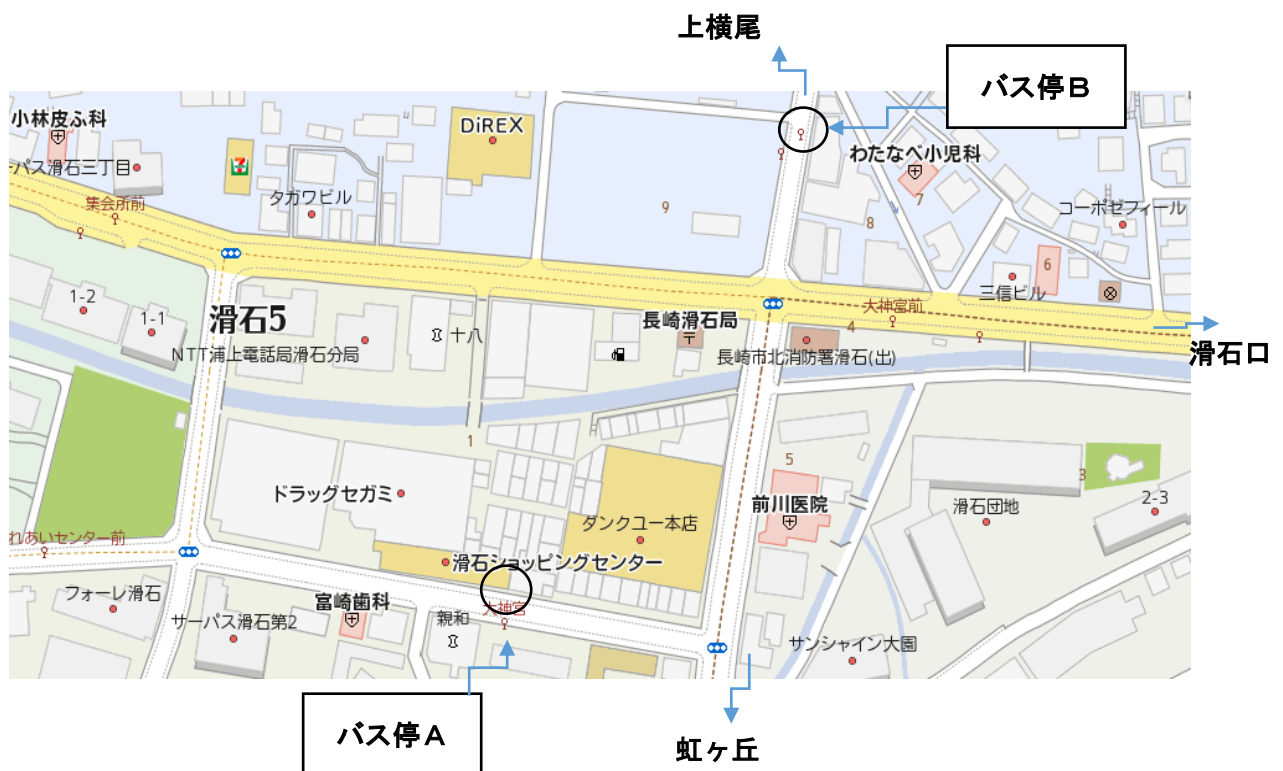 上横尾
バス停B
小林皮ふ科
DiREX
わたなべ小児科
ーパス滑石三丁目
タガワビル
7
集会所前
9
8
コーポゼフィール
6
三信ビル
1-2
1-1
滑石5
十八
長崎滑石局
大神宮前
4
NTT浦上電話局滑石分局
長崎市北消防署滑石(出)
滑石口
1
5
3
ドラッグセガミ
前川医院
滑石団地
2-3
ダンクユー本店
れあいセンター前
滑石ショッピングセンター
フォーレ滑石
富崎歯科
大神宮
サーパス滑石第2
親和
サンシャイン大園
バス停A
虹ヶ丘